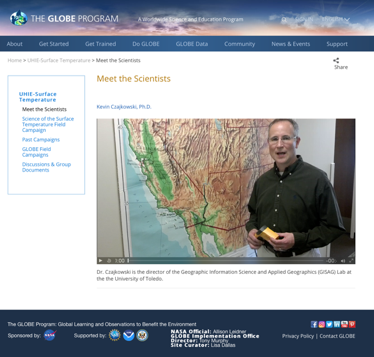 THE GLOBE PROGRAM
A Worldwide Science and Education Program
About Get Started Get Trained Do GLOBE GLOBE Data Community News & Events Support
Home > UHIE-Surface Temperature > Meet the Scientists
Share
UHIE-Surface
Temperature
Meet the Scientists
Science of the Surface
Temperature Field
Campaign
Past Campaigns
GLOBE Field
Campaigns
Discussions & Group
Documents
Meet the Scientists
Kevin Czajkowski, Ph.D.
Dr. Czajkowski is the director of the Geographic Information Science and Applied Geographics (GISAG) Lab at
the the University of Toledo.
The GLOBE Program: Global Learning and Observations to Benefit the Environment
Sponsored by:
Supported by:
NASA Official: Allison Leidner
GLOBE Implementation Office
Director: Tony Murphy
Site Curator: Lisa Dallas
Privacy Policy | Contact GLOBE